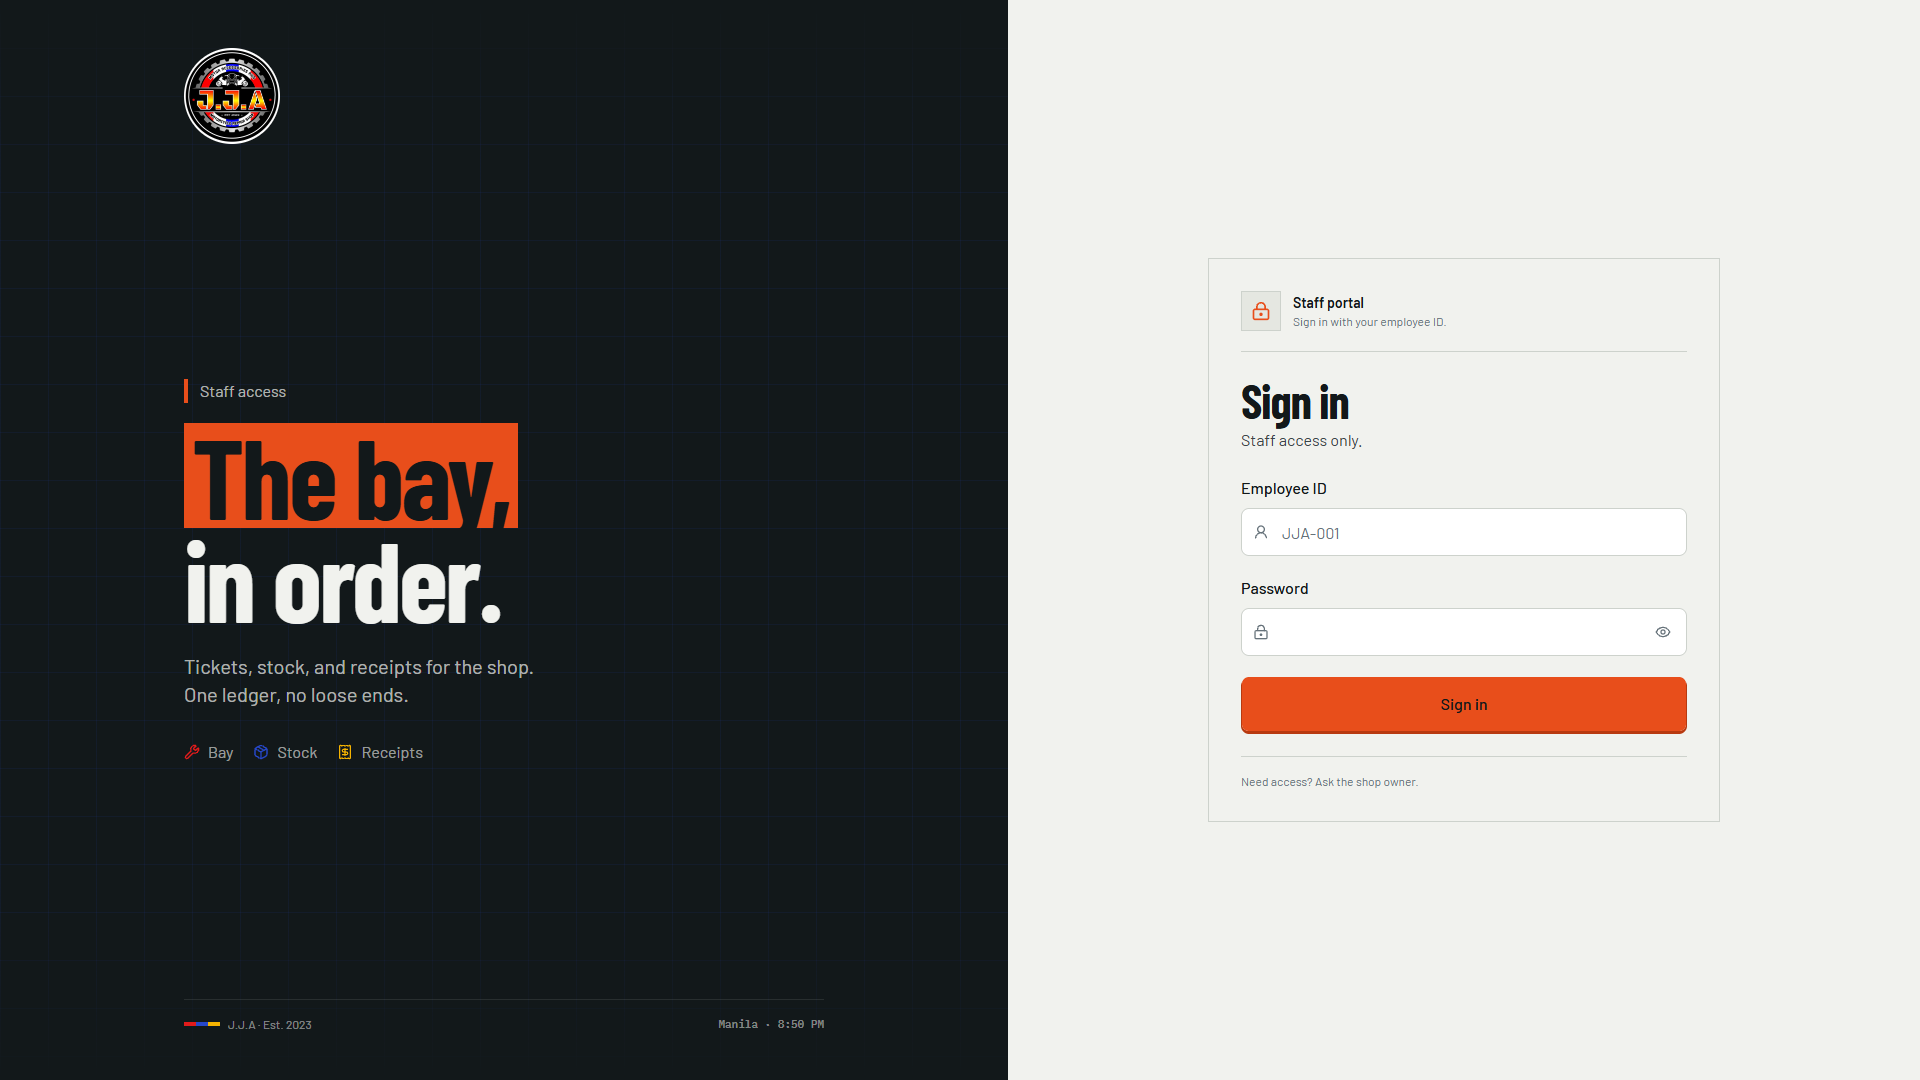 J.J.A
Staff access
The bay,
in order.
Tickets, stock, and receipts for the shop.
One ledger, no loose ends.
Bay
Stock
Receipts
J.J.A · Est. 2023
Manila · 8:50 PM
Staff portal
Sign in with your employee ID.
Sign in
Staff access only.
Employee ID
JJA-001
Password
Sign in
Need access? Ask the shop owner.